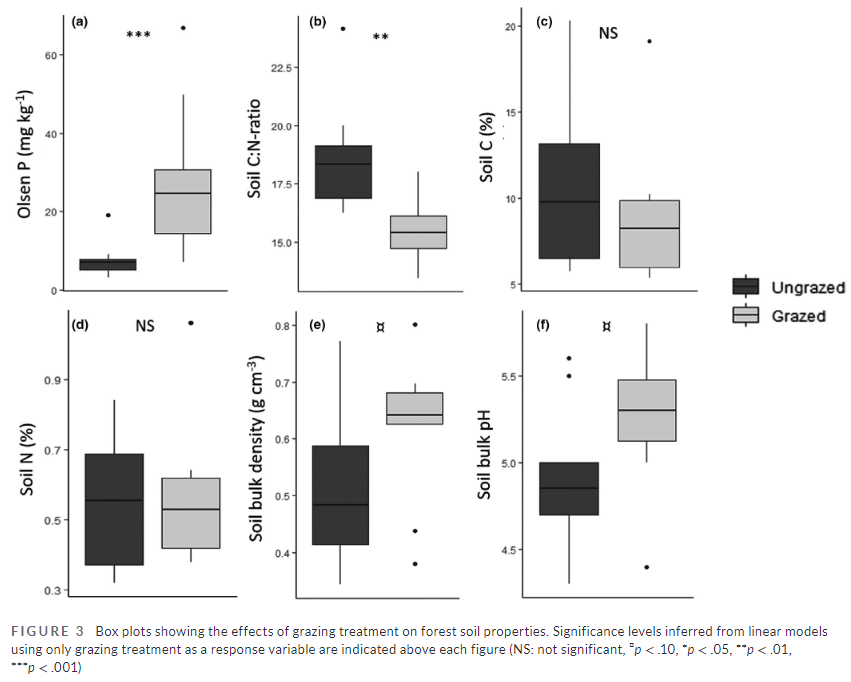 (a)
***
Olsen P (mg kg-1)
60
40
20
0
(b)
**
Soil C:N-ratio
22.5
20.0
17.5
15.0
(c)
NS
Soil C (%)
20
15
10
5
Ungrazed
Grazed
(d)
NS
Soil N (%)
0.9
0.7
0.5
0.3
(e)
¤
Soil bulk density (g cm-3)
0.8
0.7
0.6
0.5
0.4
(f)
¤
Soil bulk pH
5.5
5.0
4.5
FIGURE 3 Box plots showing the effects of grazing treatment on forest soil properties. Significance levels inferred from linear models
using only grazing treatment as a response variable are indicated above each figure (NS: not significant, ¤p < .10, *p < .05, **p < .01,
***p < .001)